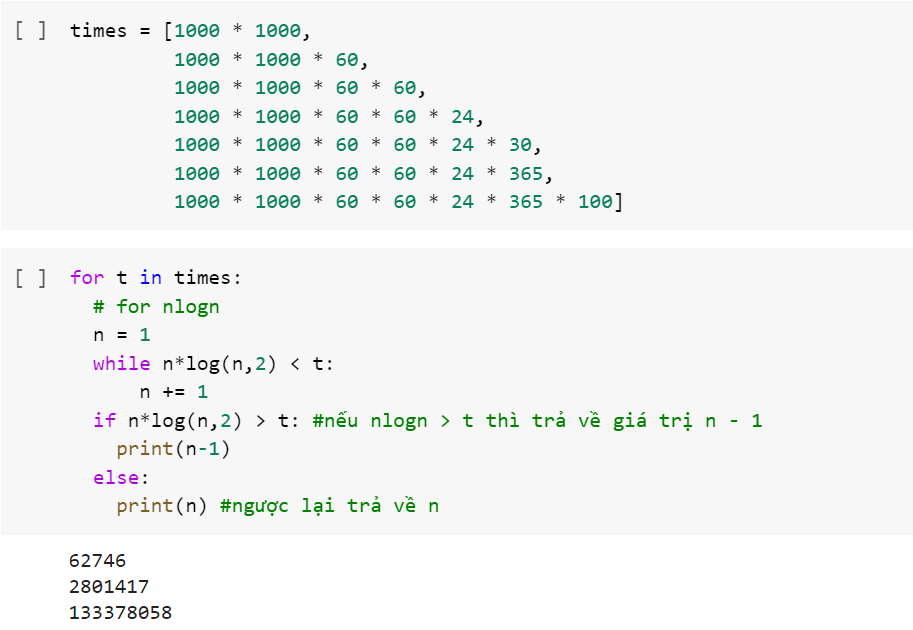 [ ] times = [1000 * 1000,
1000 * 1000 * 60,
1000 * 1000 * 60 * 60,
1000 * 1000 * 60 * 60 * 24,
1000 * 1000 * 60 * 60 * 24 * 30,
1000 * 1000 * 60 * 60 * 24 * 365,
1000 * 1000 * 60 * 60 * 24 * 365 * 100]
[ ] for t in times:
# for nlogn
n = 1
while n*log(n,2) < t:
n += 1
if n*log(n,2) > t: #nếu nlogn > t thì trả về giá trị n - 1
print(n-1)
else:
print(n) #ngược lại trả về n
62746
2801417
133378058